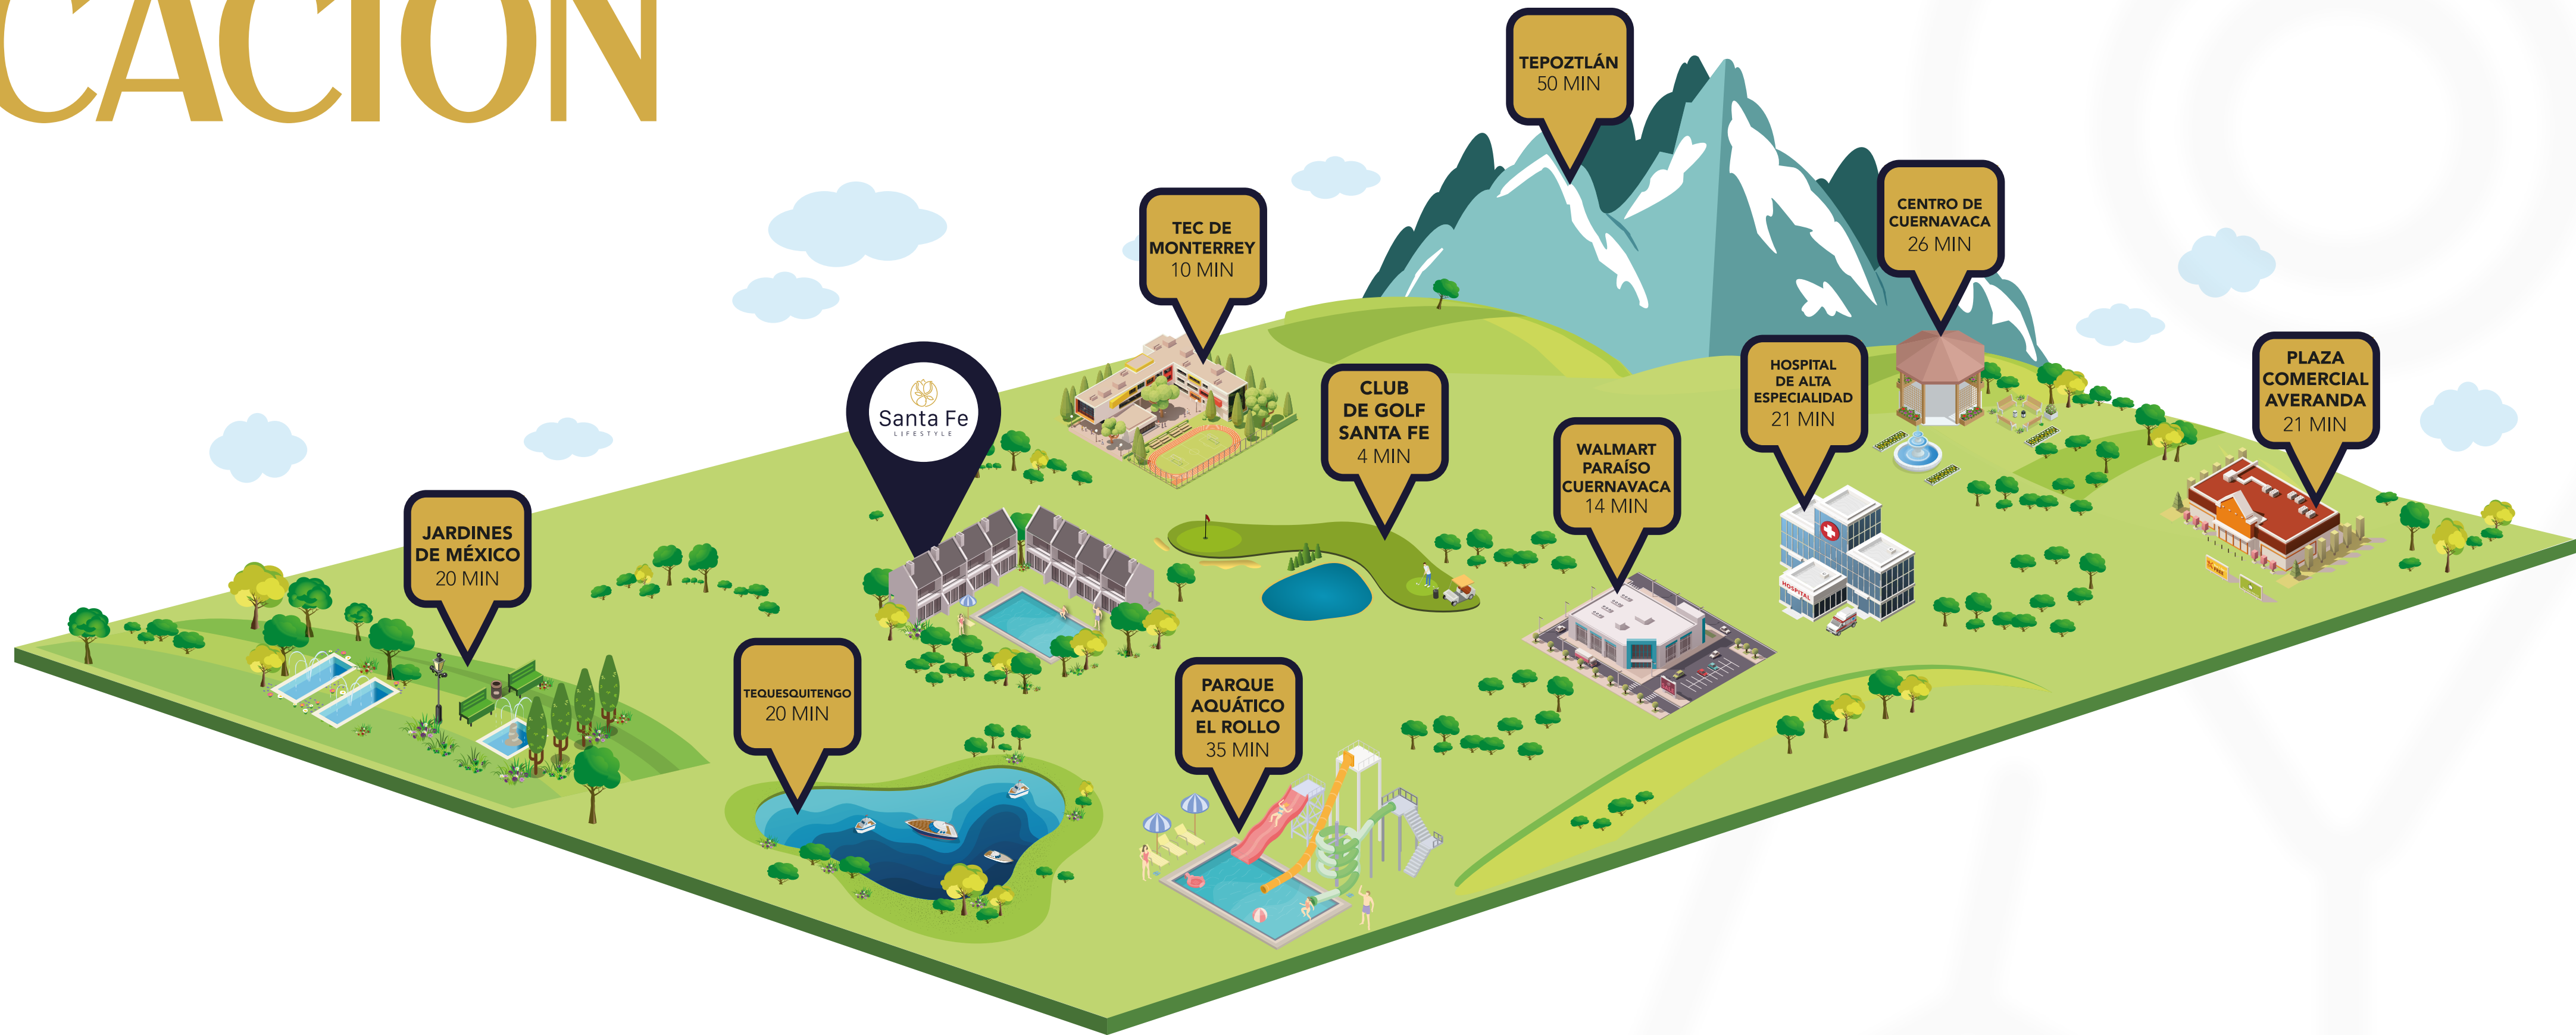 CACIÓN
TEPOZTLÁN
50 MIN
TEC DE
MONTERREY
10 MIN
CENTRO DE
CUERNAVACA
26 MIN
Santa Fe
LIFESTYLE
CLUB
DE GOLF
SANTA FE
4 MIN
HOSPITAL
DE ALTA
ESPECIALIDAD
21 MIN
PLAZA
COMERCIAL
AVERANDA
21 MIN
WALMART
PARAÍSO
CUERNAVACA
14 MIN
JARDINES
DE MÉXICO
20 MIN
HOSPITAL
TEQUESQUITENGO
20 MIN
PARQUE
AQUÁTICO
EL ROLLO
35 MIN